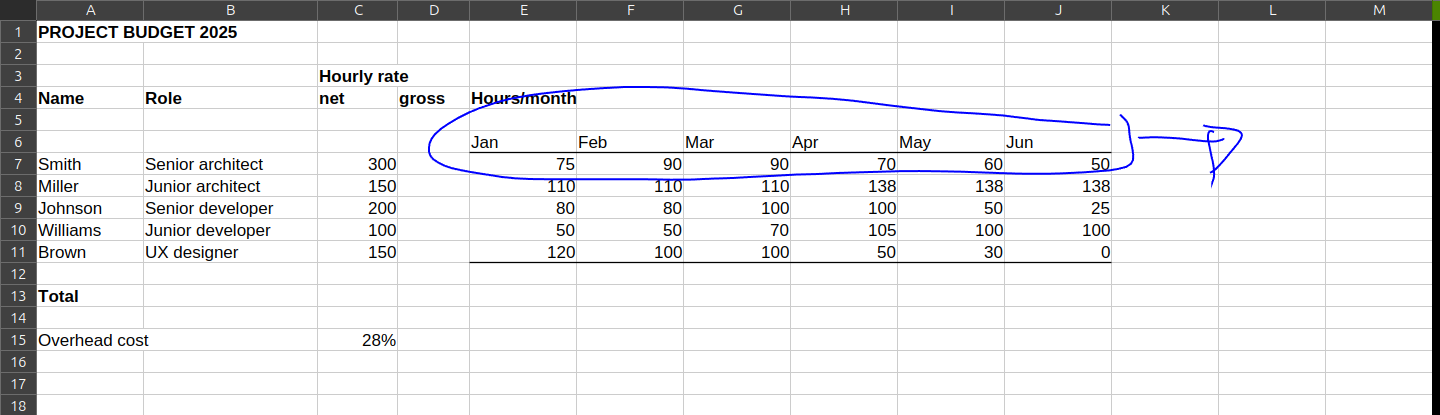 A B C D E F G H I J K L M
1 PROJECT BUDGET 2025
2
3 Hourly rate
4 Name Role net gross Hours/month
5
6 Jan Feb Mar Apr May Jun
7 Smith Senior architect 300 75 90 90 70 60 50
8 Miller Junior architect 150 110 110 110 138 138 138
9 Johnson Senior developer 200 80 80 100 100 50 25
10 Williams Junior developer 100 50 50 70 105 100 100
11 Brown UX designer 150 120 100 100 50 30 0
12
13 Total
14
15 Overhead cost 28%
16
17
18